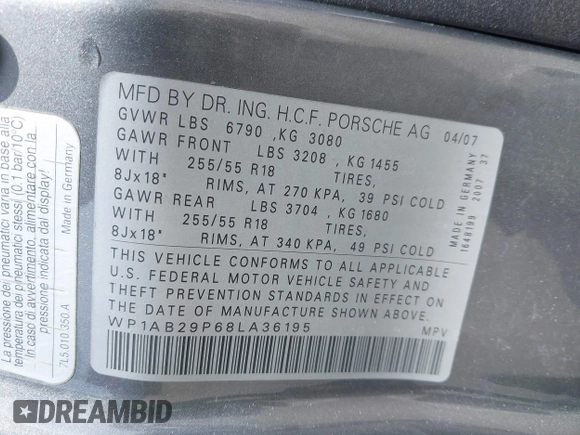 MFD BY DR. ING. H.C.F. PORSCHE AG 04/07
GVWR LBS 6790 , KG 3080
GAWR FRONT LBS 3208 , KG 1455
WITH 255/55 R18 TIRES,
8Jx18" RIMS, AT 270 KPA, 39 PSI COLD
GAWR REAR LBS 3704 , KG 1680
WITH 255/55 R18 TIRES,
8Jx18" RIMS, AT 340 KPA, 49 PSI COLD
THIS VEHICLE CONFORMS TO ALL APPLICABLE
U.S. FEDERAL MOTOR VEHICLE SAFETY AND
THEFT PREVENTION STANDARDS IN EFFECT ON
THE DATE OF MANUFACTURE SHOWN ABOVE.
WP1AB29P68LA36195 MPV
MADE IN GERMANY
1649199 2007 37
La pressione dei pneumatici varia in base alla
temperatura dei pneumatici stessi (0.1 bar/10°C)
In caso di avvertimento, alimentare con la
pressione indicata da display!
Made in Germany
7L5.010.350.A
DREAMBID